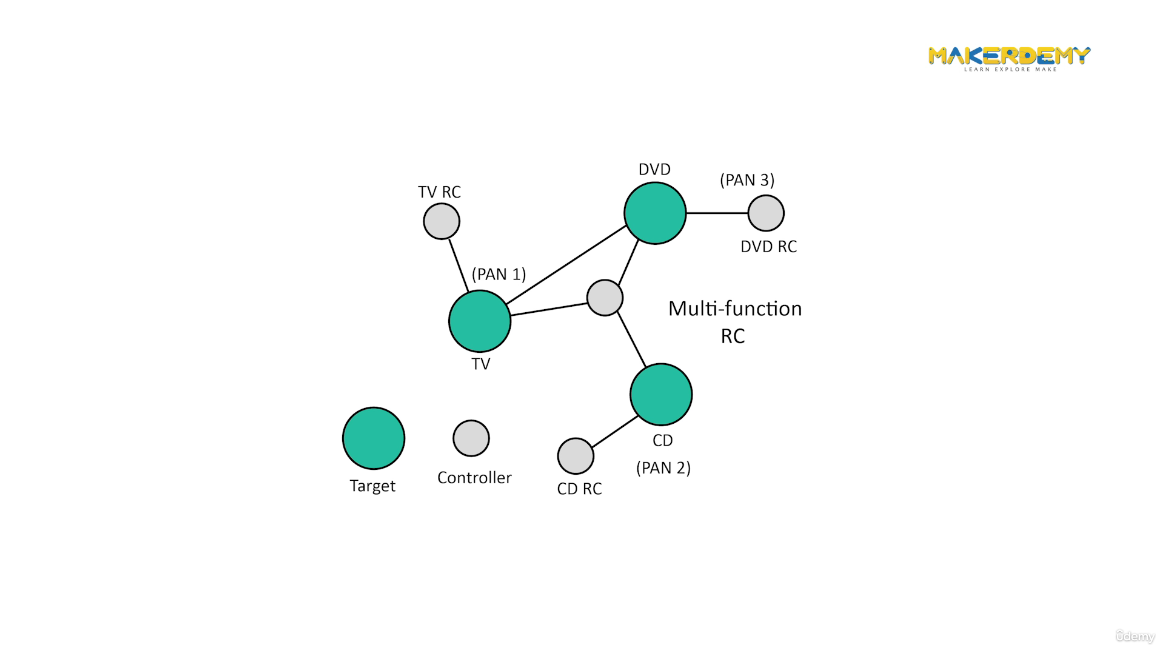 MAKERDEMY
LEARN EXPLORE MAKE
DVD
(PAN 3)
TV RC
DVD RC
(PAN 1)
Multi-function
RC
TV
CD
(PAN 2)
Target
Controller
CD RC
ûdemy